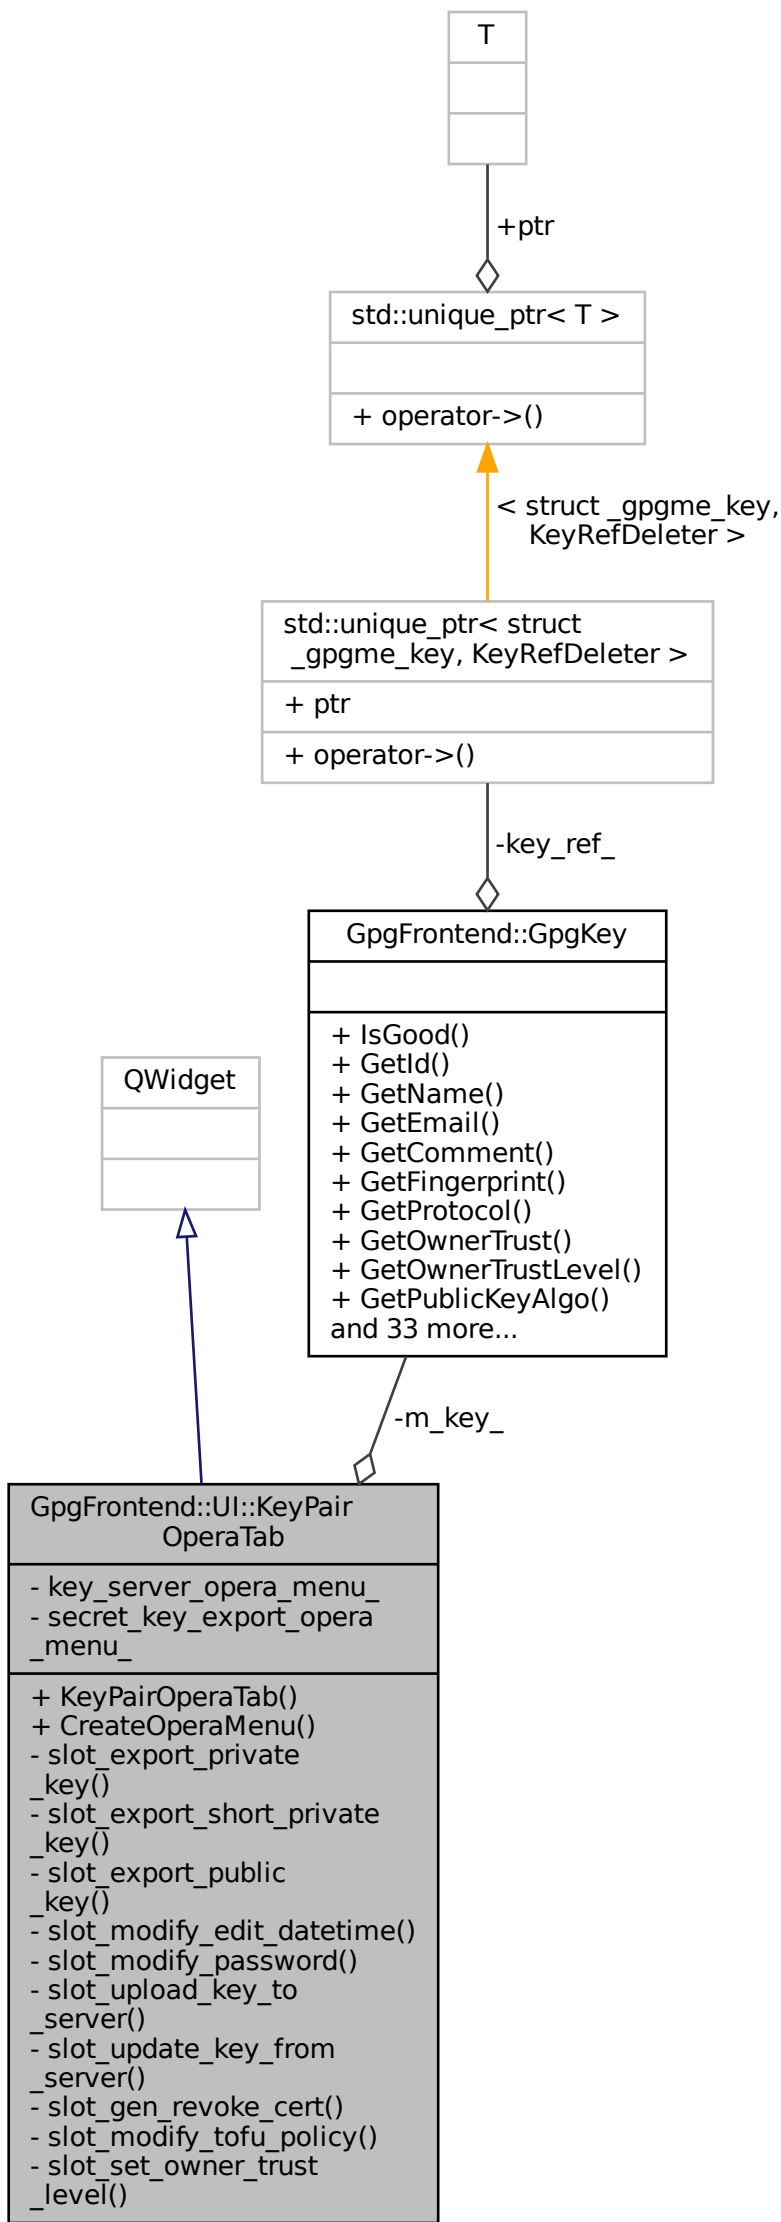 T
+ptr
std::unique_ptr< T >
+ operator->()
< struct _gpgme_key,
KeyRefDeleter >
std::unique_ptr< struct
_gpgme_key, KeyRefDeleter >
+ ptr
+ operator->()
-key_ref_
GpgFrontend::GpgKey
+ IsGood()
+ GetId()
+ GetName()
+ GetEmail()
+ GetComment()
+ GetFingerprint()
+ GetProtocol()
+ GetOwnerTrust()
+ GetOwnerTrustLevel()
+ GetPublicKeyAlgo()
and 33 more...
QWidget
-m_key_
GpgFrontend::UI::KeyPair
OperaTab
- key_server_opera_menu_
- secret_key_export_opera
_menu_
+ KeyPairOperaTab()
+ CreateOperaMenu()
- slot_export_private
_key()
- slot_export_short_private
_key()
- slot_export_public
_key()
- slot_modify_edit_datetime()
- slot_modify_password()
- slot_upload_key_to
_server()
- slot_update_key_from
_server()
- slot_gen_revoke_cert()
- slot_modify_tofu_policy()
- slot_set_owner_trust
_level()